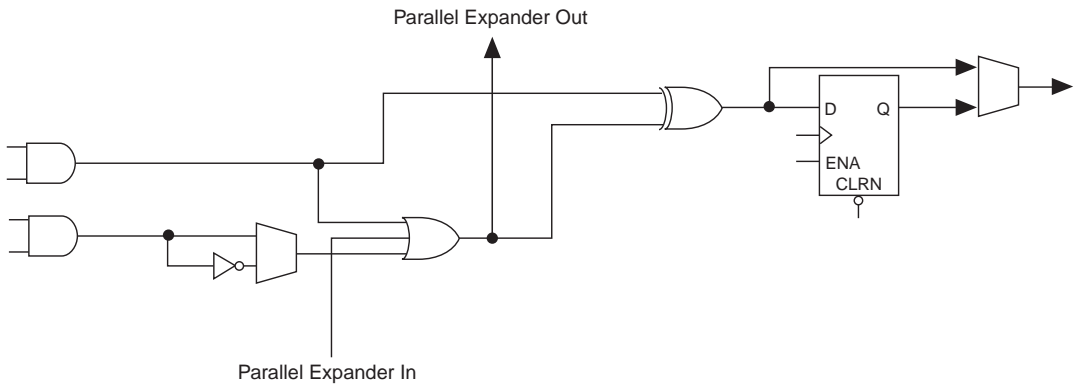 Parallel Expander Out
D Q
ENA
CLRN
Parallel Expander In